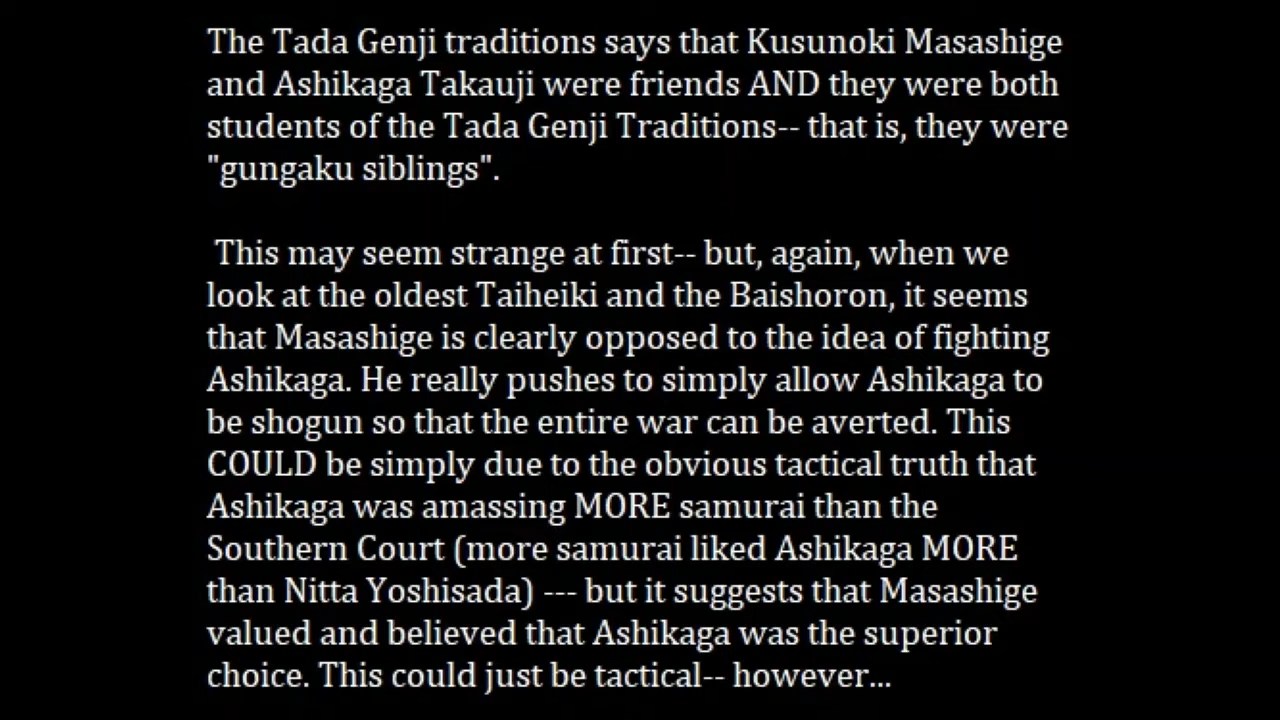 The Tada Genji traditions says that Kusunoki Masashige
and Ashikaga Takauji were friends AND they were both
students of the Tada Genji Traditions-- that is, they were
"gungaku siblings".
This may seem strange at first-- but, again, when we
look at the oldest Taiheiki and the Baishoron, it seems
that Masashige is clearly opposed to the idea of fighting
Ashikaga. He really pushes to simply allow Ashikaga to
be shogun so that the entire war can be averted. This
COULD be simply due to the obvious tactical truth that
Ashikaga was amassing MORE samurai than the
Southern Court (more samurai liked Ashikaga MORE
than Nitta Yoshisada) --- but it suggests that Masashige
valued and believed that Ashikaga was the superior
choice. This could just be tactical-- however...